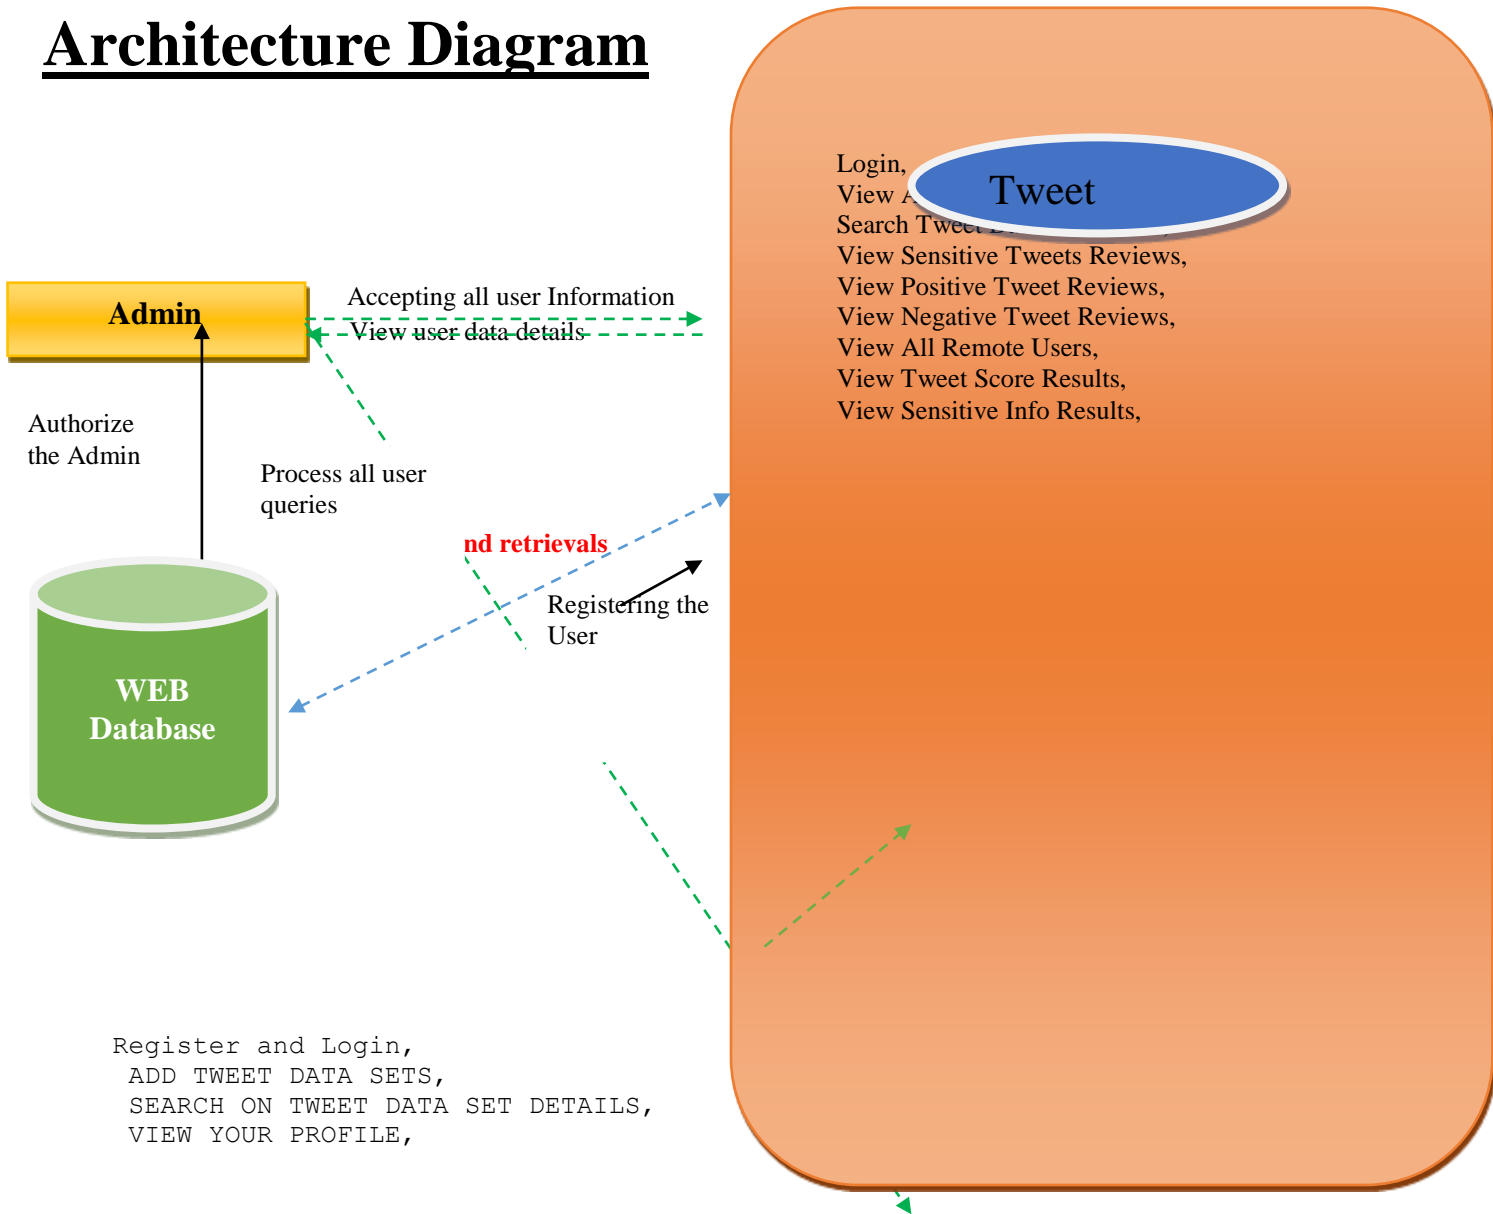 Architecture Diagram
Login,
Tweet
View
Search Tweet
View Sensitive Tweets Reviews,
View Positive Tweet Reviews,
View Negative Tweet Reviews,
View All Remote Users,
View Tweet Score Results,
View Sensitive Info Results,
Admin
Accepting all user Information
View user data details
Authorize
the Admin
Process all user
queries
nd retrievals
Registering the
User
WEB
Database
Register and Login,
ADD TWEET DATA SETS,
SEARCH ON TWEET DATA SET DETAILS,
VIEW YOUR PROFILE,